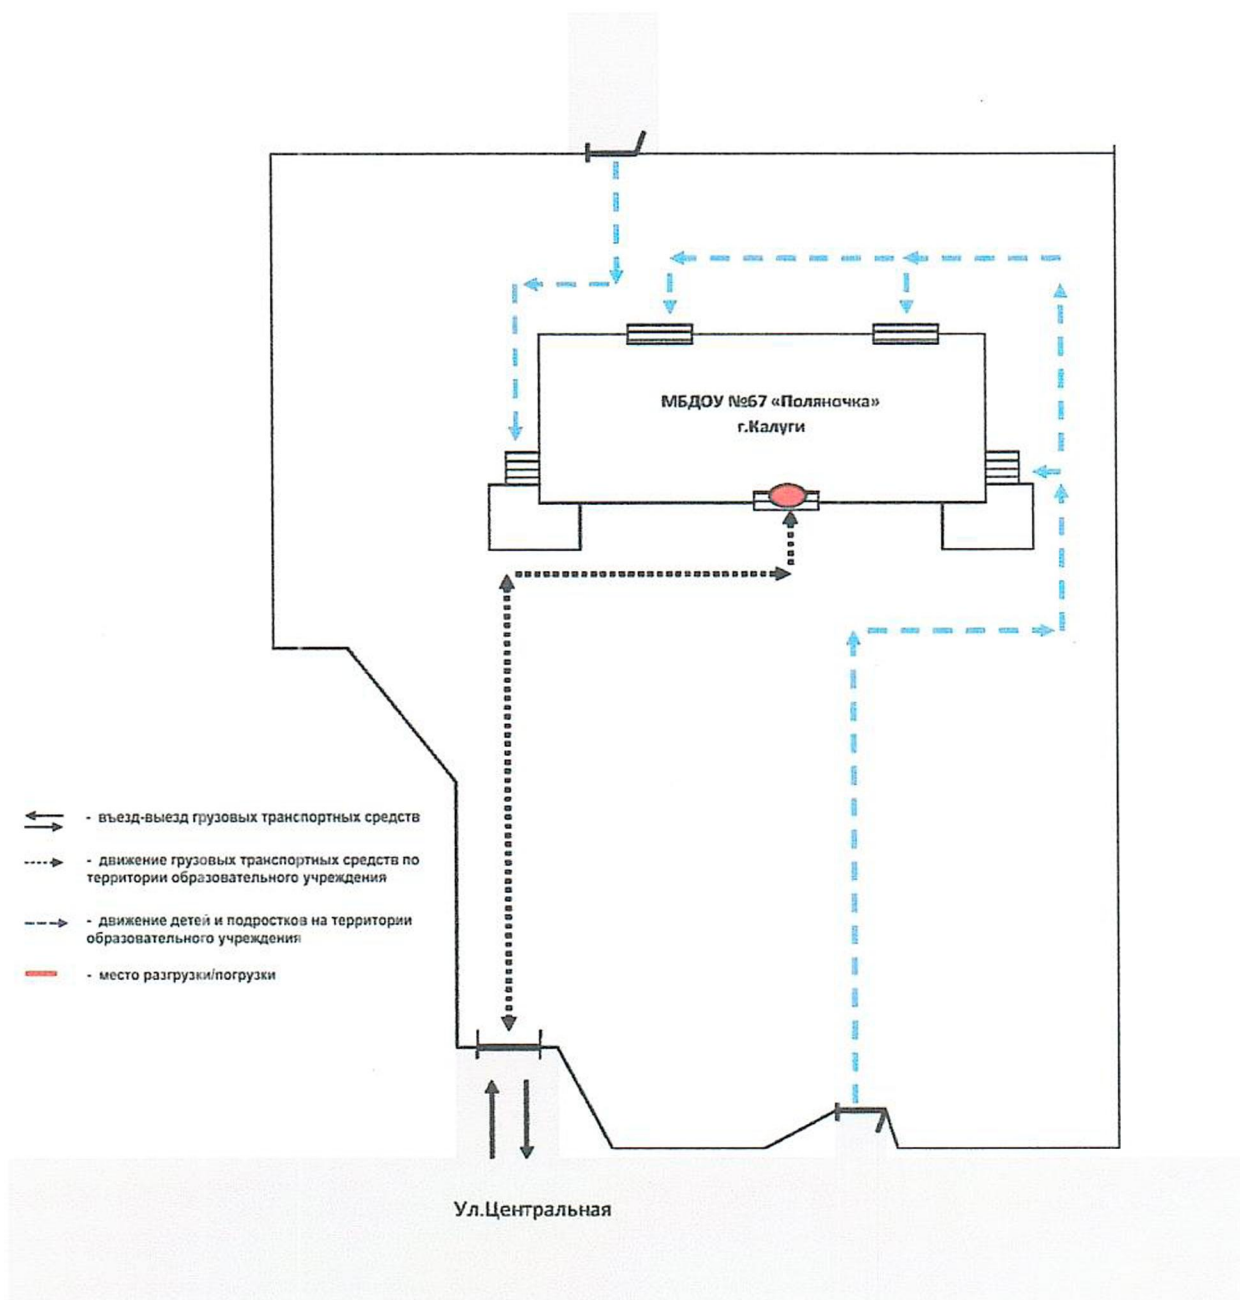 МБДОУ №67 «Поляночка»
г.Калуги
- въезд-выезд грузовых транспортных средств
- движение грузовых транспортных средств по
территории образовательного учреждения
- движение детей и подростков на территории
образовательного учреждения
- место разгрузки/погрузки
Ул.Центральная